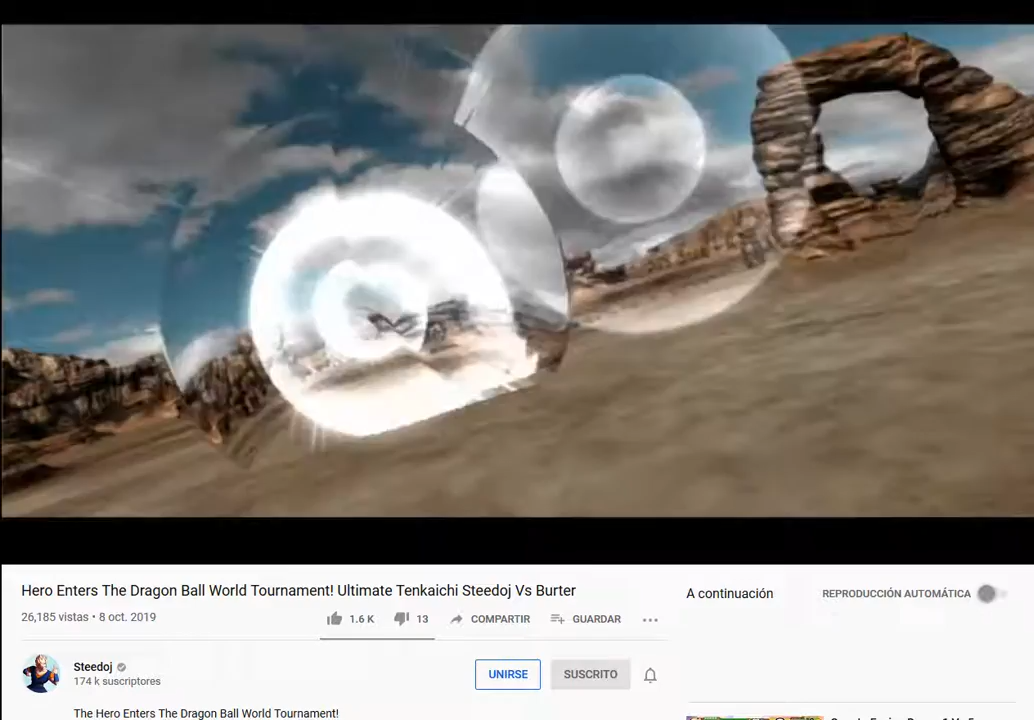 Hero Enters The Dragon Ball World Tournament! Ultimate Tenkaichi Steedoj Vs Burter
26,185 vistas • 8 oct. 2019
1.6 K
13
COMPARTIR
GUARDAR
A continuación
REPRODUCCIÓN AUTOMÁTICA
Steedoj
174 k suscriptores
UNIRSE
SUSCRITO
The Hero Enters The Dragon Ball World Tournament!